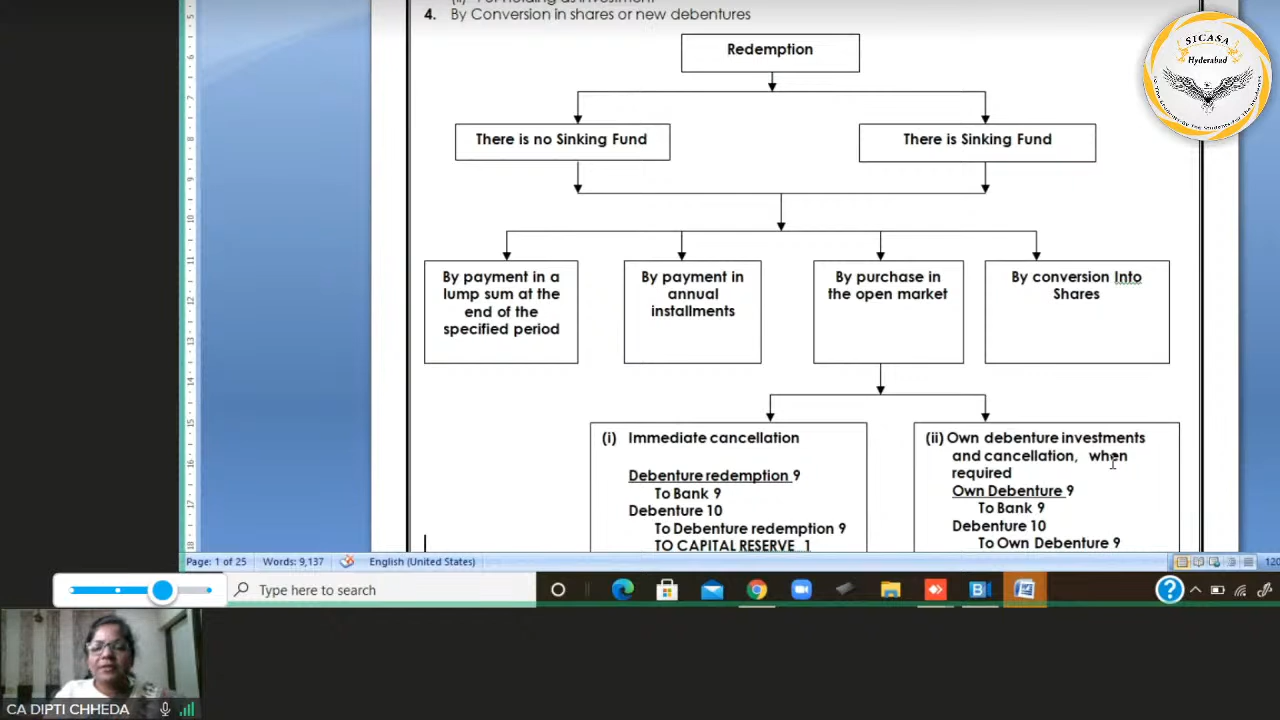 4. By Conversion in shares or new debentures
Redemption
There is no Sinking Fund
There is Sinking Fund
By payment in a
lump sum at the
end of the
specified period
By payment in
annual
installments
By purchase in
the open market
By conversion Into
Shares
(i) Immediate cancellation
Debenture redemption 9
To Bank 9
Debenture 10
To Debenture redemption 9
TO CAPITAL RESERVE 1
(ii) Own debenture investments
and cancellation, when
required
Own Debenture 9
To Bank 9
Debenture 10
To Own Debenture 9
SICASA
Hyderabad
Page: 1 of 25
Words: 9,137
English (United States)
120
Type here to search
CA DIPTI CHHEDA